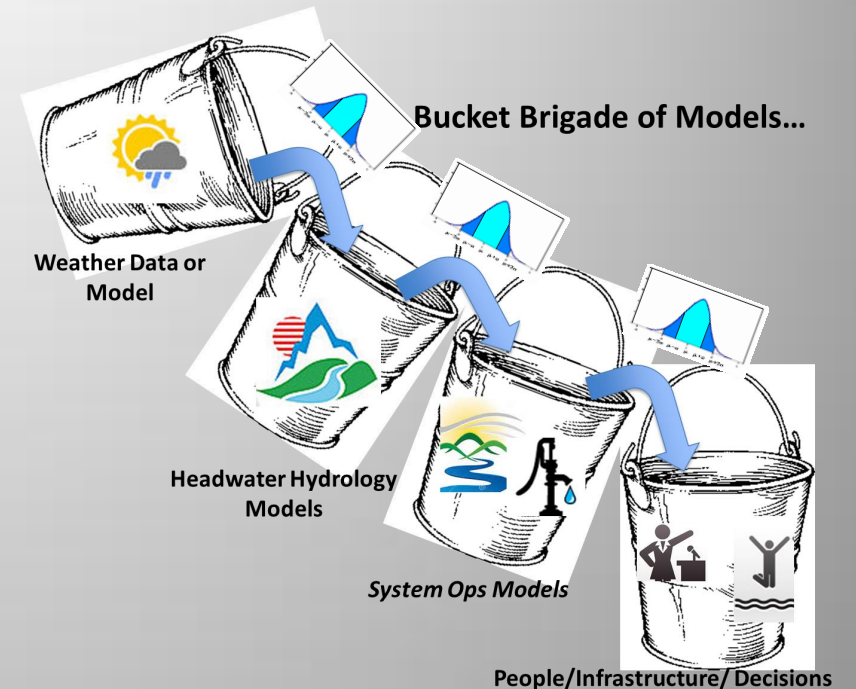 Bucket Brigade of Models...
Weather Data or
Model
Headwater Hydrology
Models
System Ops Models
People/Infrastructure/ Decisions